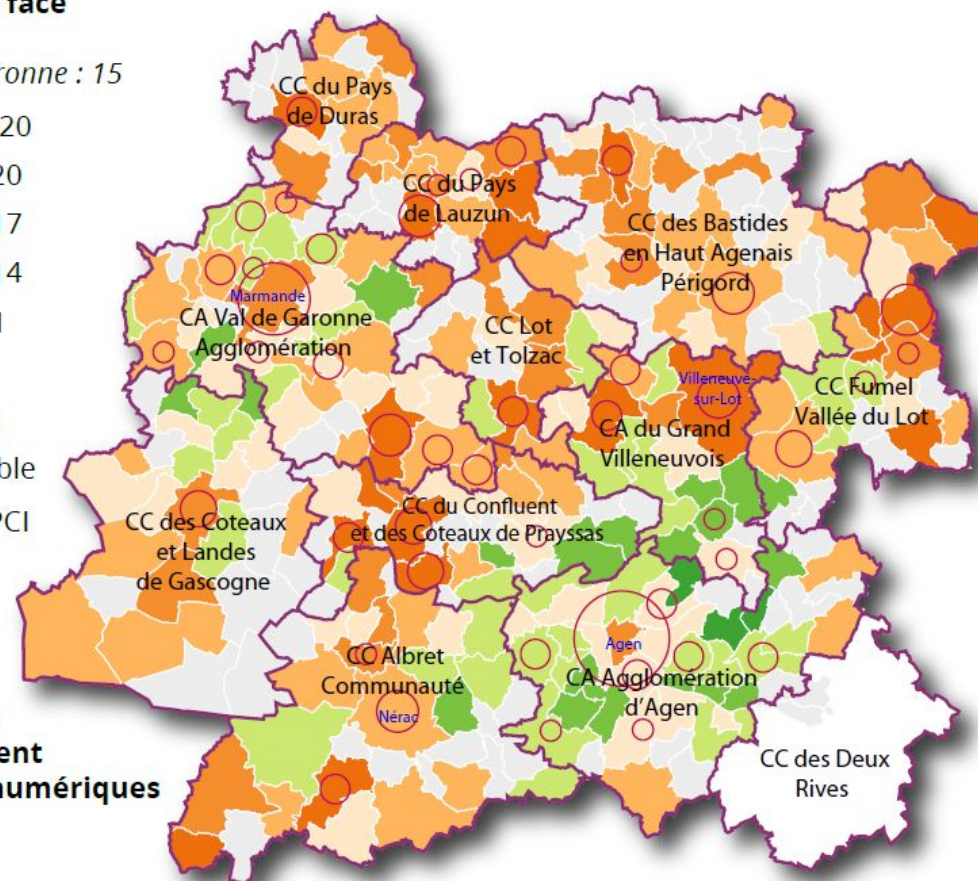 face
ronne : 15
20
20
17
14
ble
PCI
ent
numériques
CC du Pays
de Duras
CC du Pays
de Lauzun
CC des Bastides
en Haut Agenais
Périgord
Marmande
CA Val de Garonne
Agglomération
CC Lot
et Tolzac
Villeneuve-
sur-Lot
CC Fumel
Vallée du Lot
CA du Grand
Villeneuvois
CC du Confluent
et des Coteaux de Prayssas
CC des Coteaux
et Landes
de Gascogne
Agen
CC Albret
Communauté
CA Agglomération
d'Agen
Nérac
CC des Deux
Rives